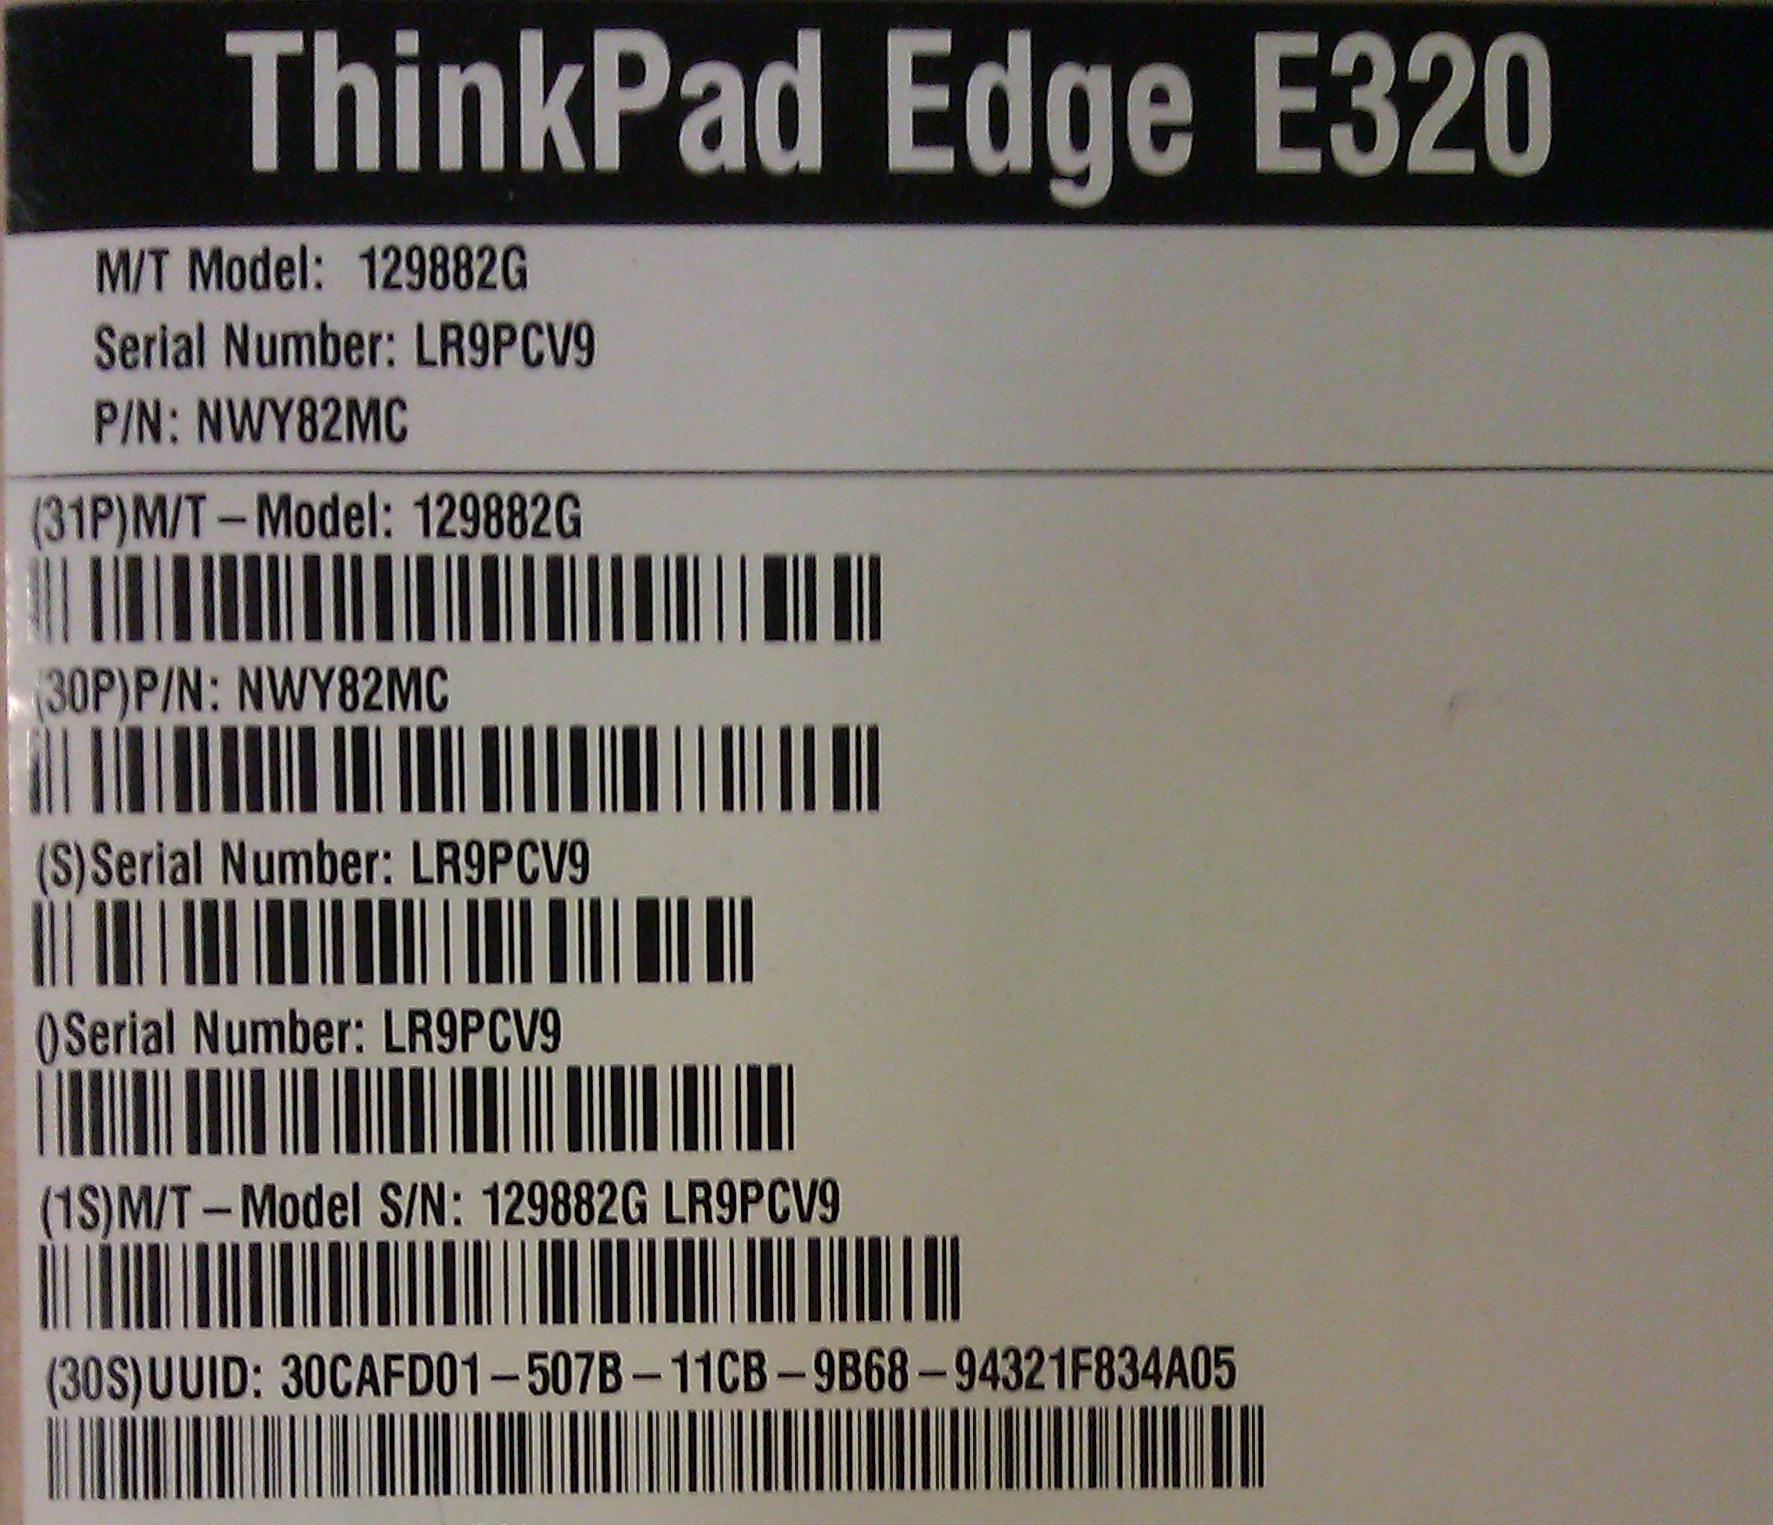 ThinkPad Edge E320
M/T Model: 129882G
Serial Number: LR9PCV9
P/N: NWY82MC
(31P)M/T – Model: 129882G
(30P)P/N: NWY82MC
(S)Serial Number: LR9PCV9
()Serial Number: LR9PCV9
(1S)M/T – Model S/N: 129882G LR9PCV9
(30S)UUID: 30CAFD01 – 507B – 11CB – 9B68 – 94321F834A05